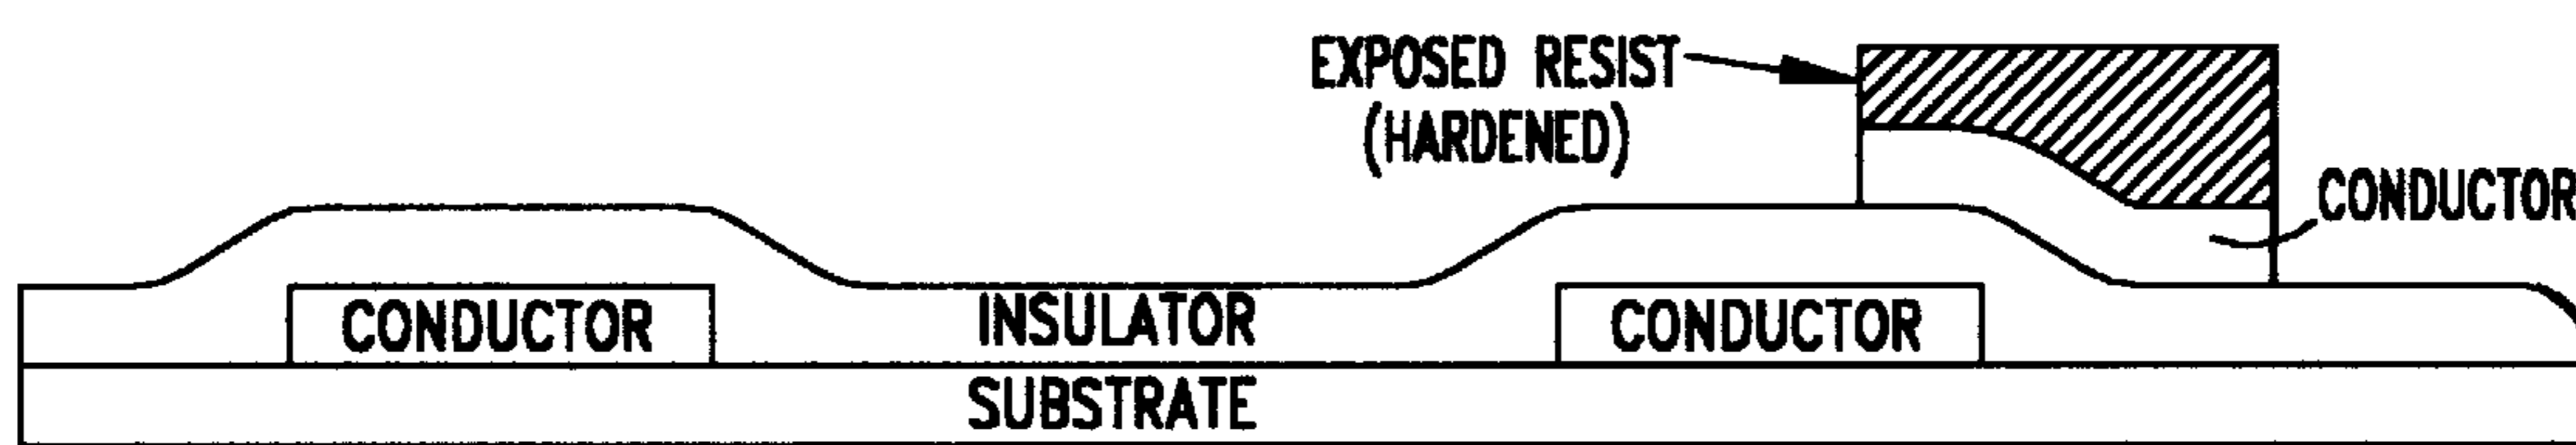 EXPOSED RESIST
(HARDENED)
CONDUCTOR
CONDUCTOR
INSULATOR
CONDUCTOR
SUBSTRATE